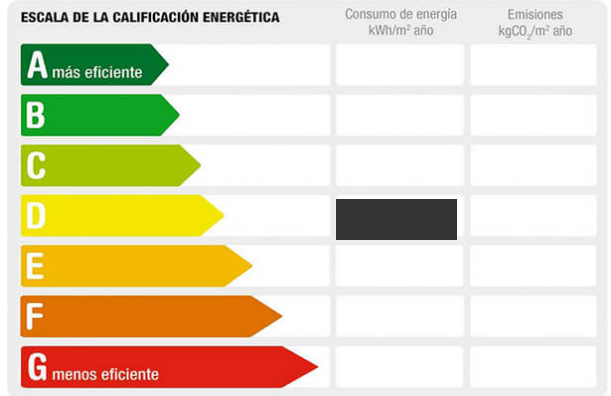 ESCALA DE LA CALIFICACIÓN ENERGÉTICA
Consumo de energía
kWh/m² año
Emisiones
kgCO₂/m² año
A más eficiente
B
C
D
E
F
G menos eficiente